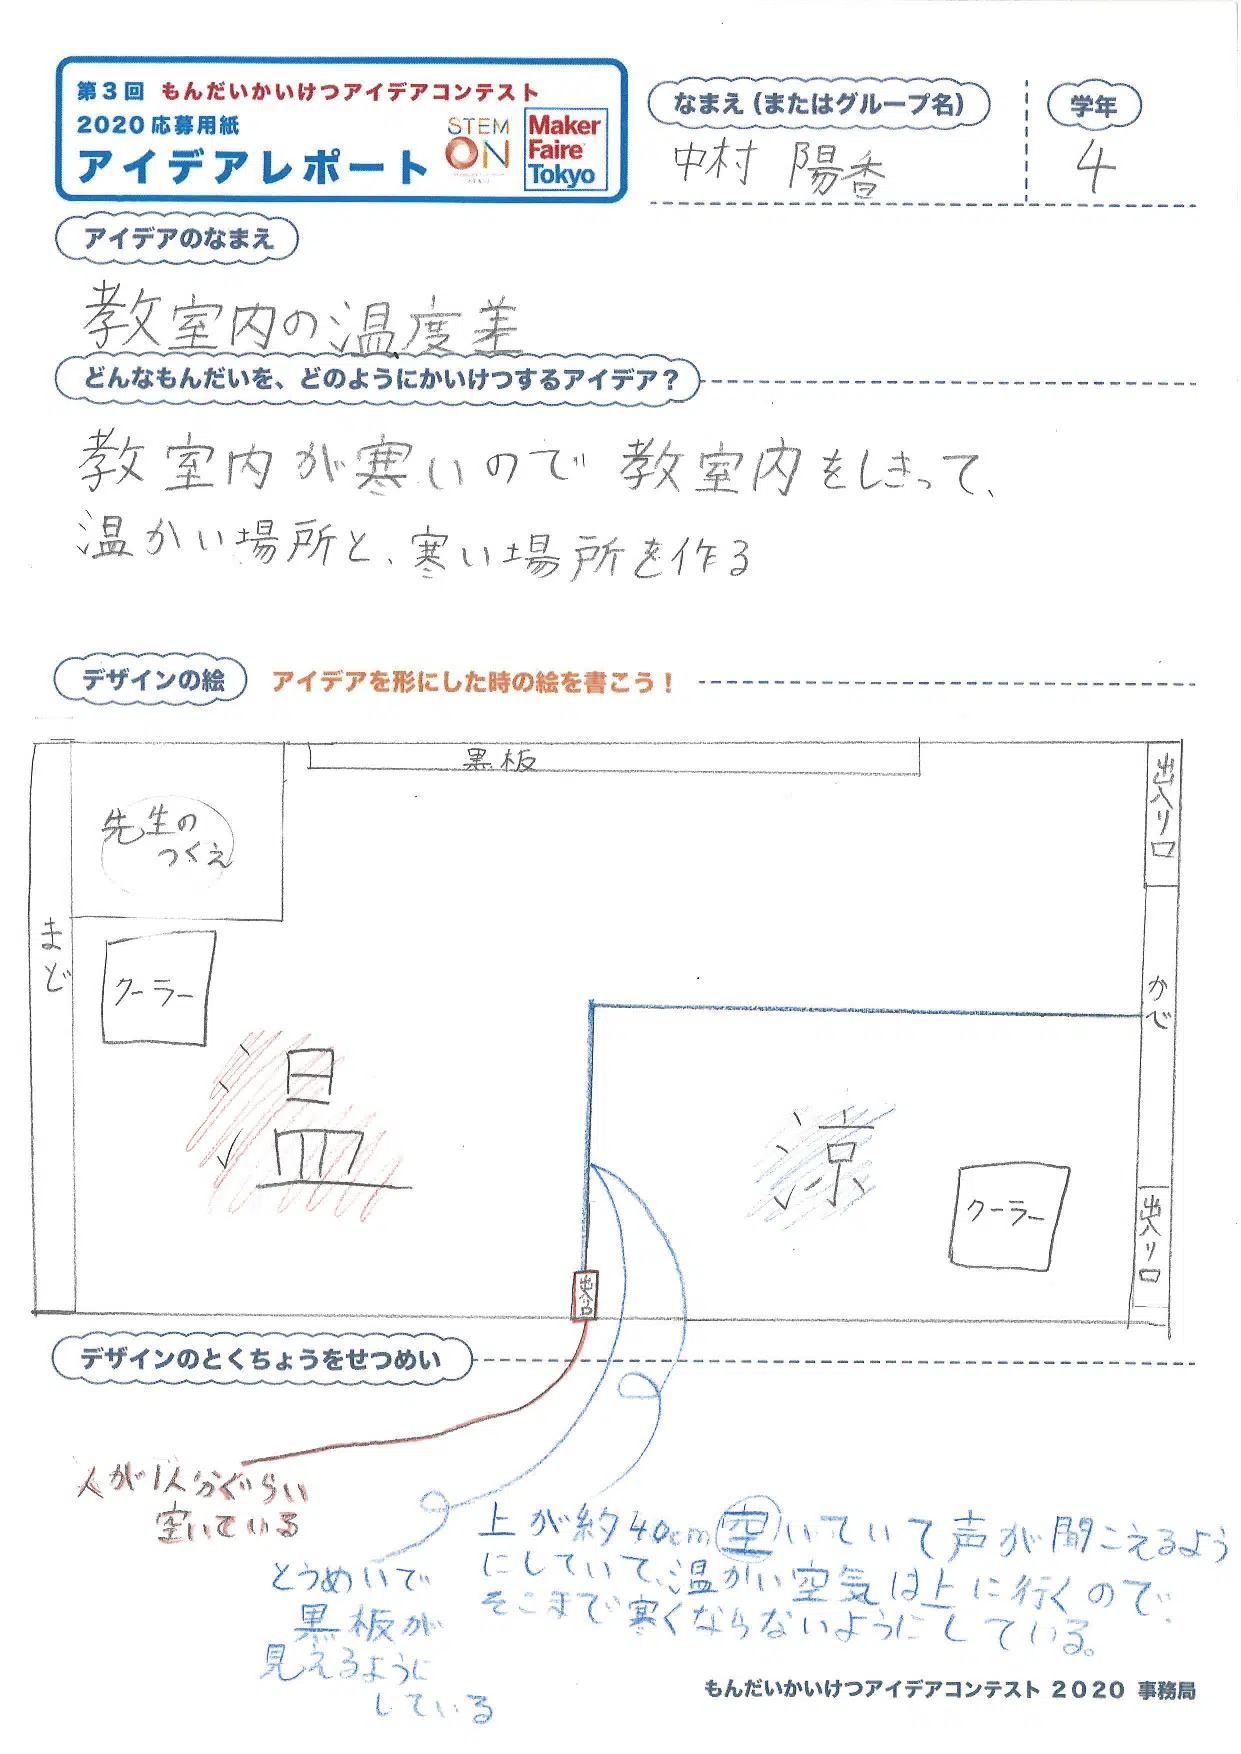 第3回 もんだいかいけつアイデアコンテスト
2020応募用紙
アイデアレポート
STEM
ON
Maker
Faire
Tokyo
なまえ(またはグループ名)
学年
中村 陽香
4
アイデアのなまえ
教室内の温度差
どんなもんだいを、どのようにかいけつするアイデア?
教室内が寒いので教室内をしきって、
温かい場所と、寒い場所を作る
デザインの絵
アイデアを形にした時の絵を書こう!
黒板
出入り口
先生の
つくえ
まど
クーラー
かべ
温
涼
クーラー
出入り口
出入口
デザインのとくちょうをせつめい
人が1人分ぐらい
空いている
とうめいで
黒板が
見えるように
している
上が約40cm空いていて声が聞こえるよう
にしていて、温かい空気は上に行くので、
そこまで寒くならないようにしている。
もんだいかいけつアイデアコンテスト 2020 事務局